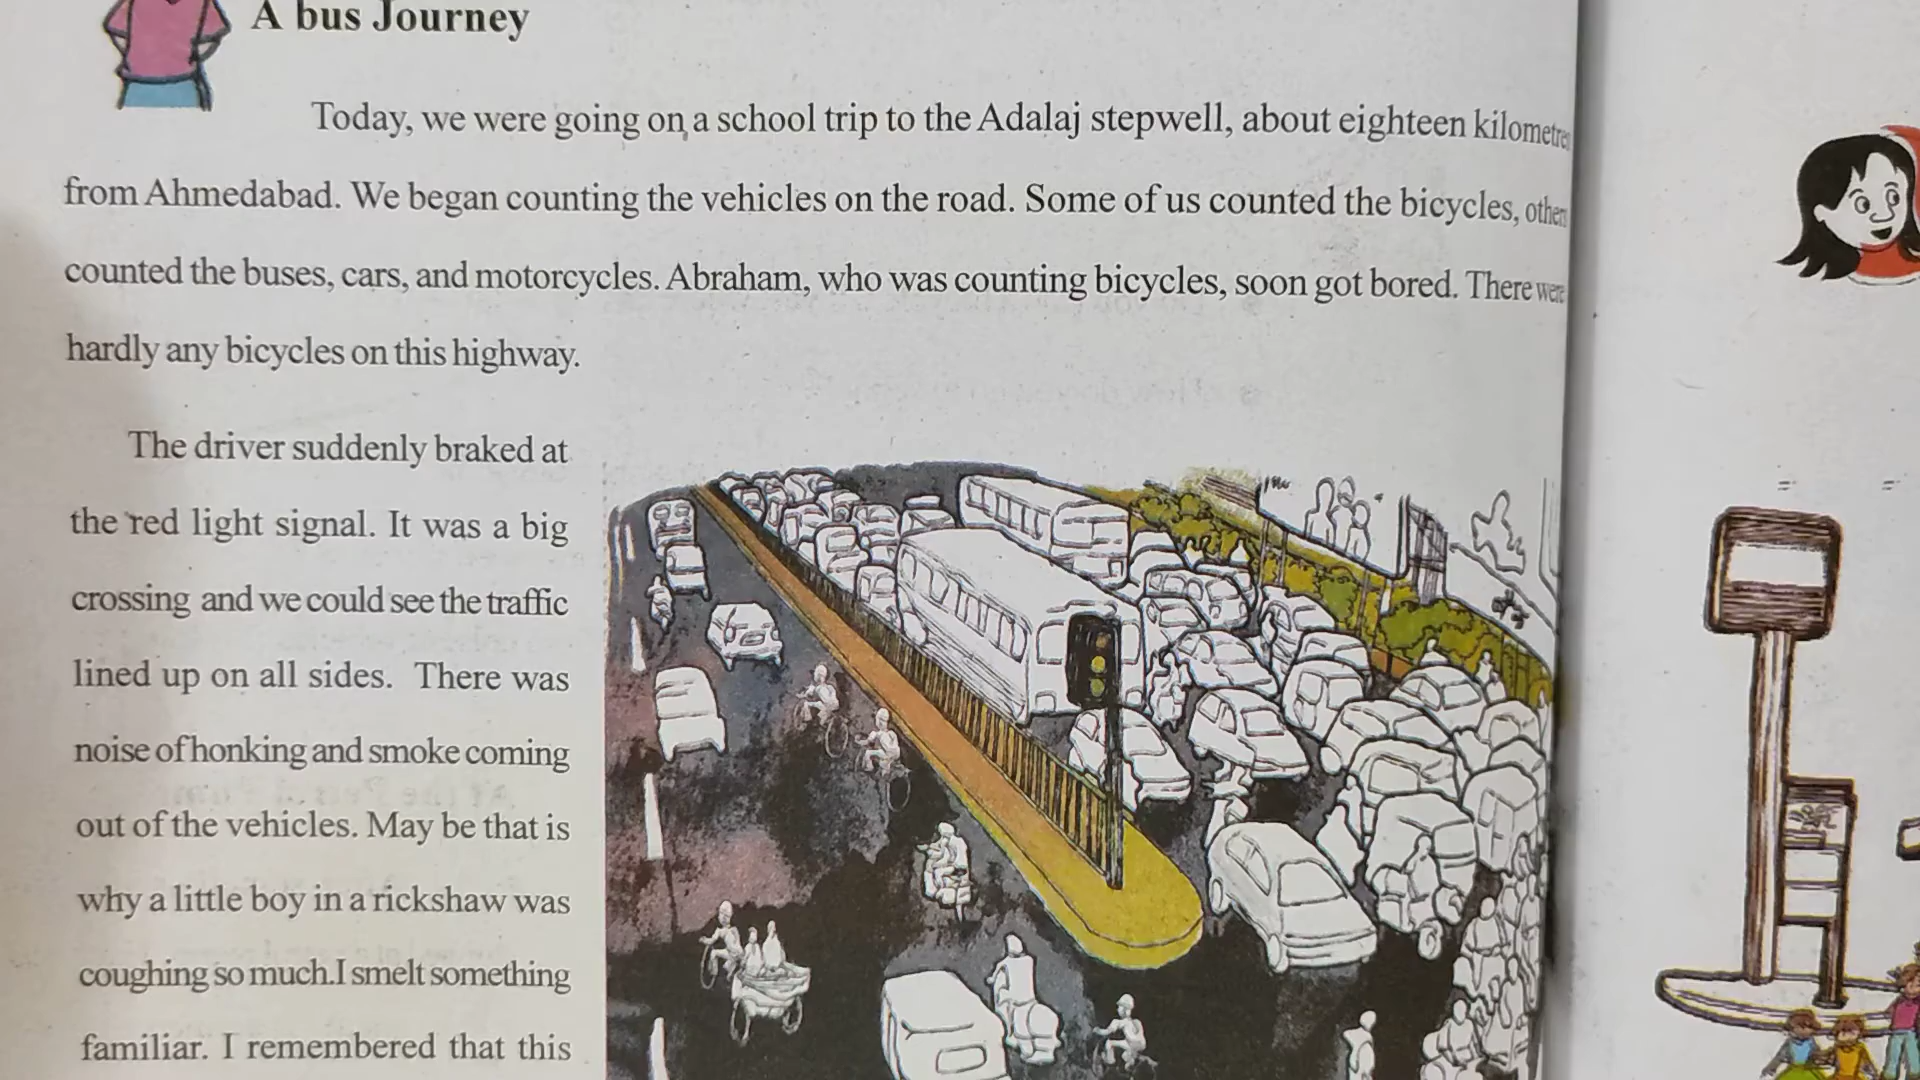 A bus Journey
Today, we were going on a school trip to the Adalaj stepwell, about eighteen kilometres
from Ahmedabad. We began counting the vehicles on the road. Some of us counted the bicycles, others
counted the buses, cars, and motorcycles. Abraham, who was counting bicycles, soon got bored. There were
hardly any bicycles on this highway.
The driver suddenly braked at
the red light signal. It was a big
crossing and we could see the traffic
lined up on all sides. There was
noise of honking and smoke coming
out of the vehicles. May be that is
why a little boy in a rickshaw was
coughing so much.I smelt something
familiar. I remembered that this